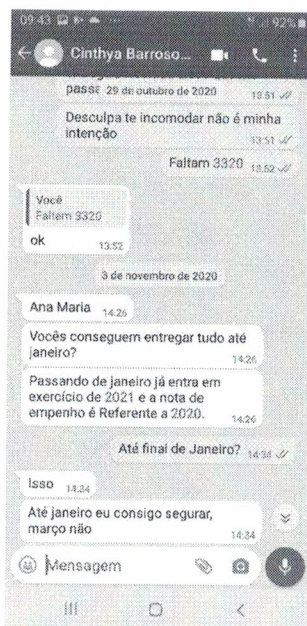 09:43 92%
Cinthya Barroso...
passa 29 de outubro de 2020 13:51
Desculpa te incomodar não é minha
intenção
13:51
Faltam 3320 13:52
Você
Faltem 3320
ok 13:52
3 de novembro de 2020
Ana Maria 14:26
Vocês conseguem entregar tudo até
janeiro?
14:26
Passando de janeiro já entra em
exercício de 2021 e a nota de
empenho é Referente a 2020. 14:26
Até final de Janeiro? 14:34
Isso 14:34
Até janeiro eu consigo segurar,
março não
14:34
Mensagem